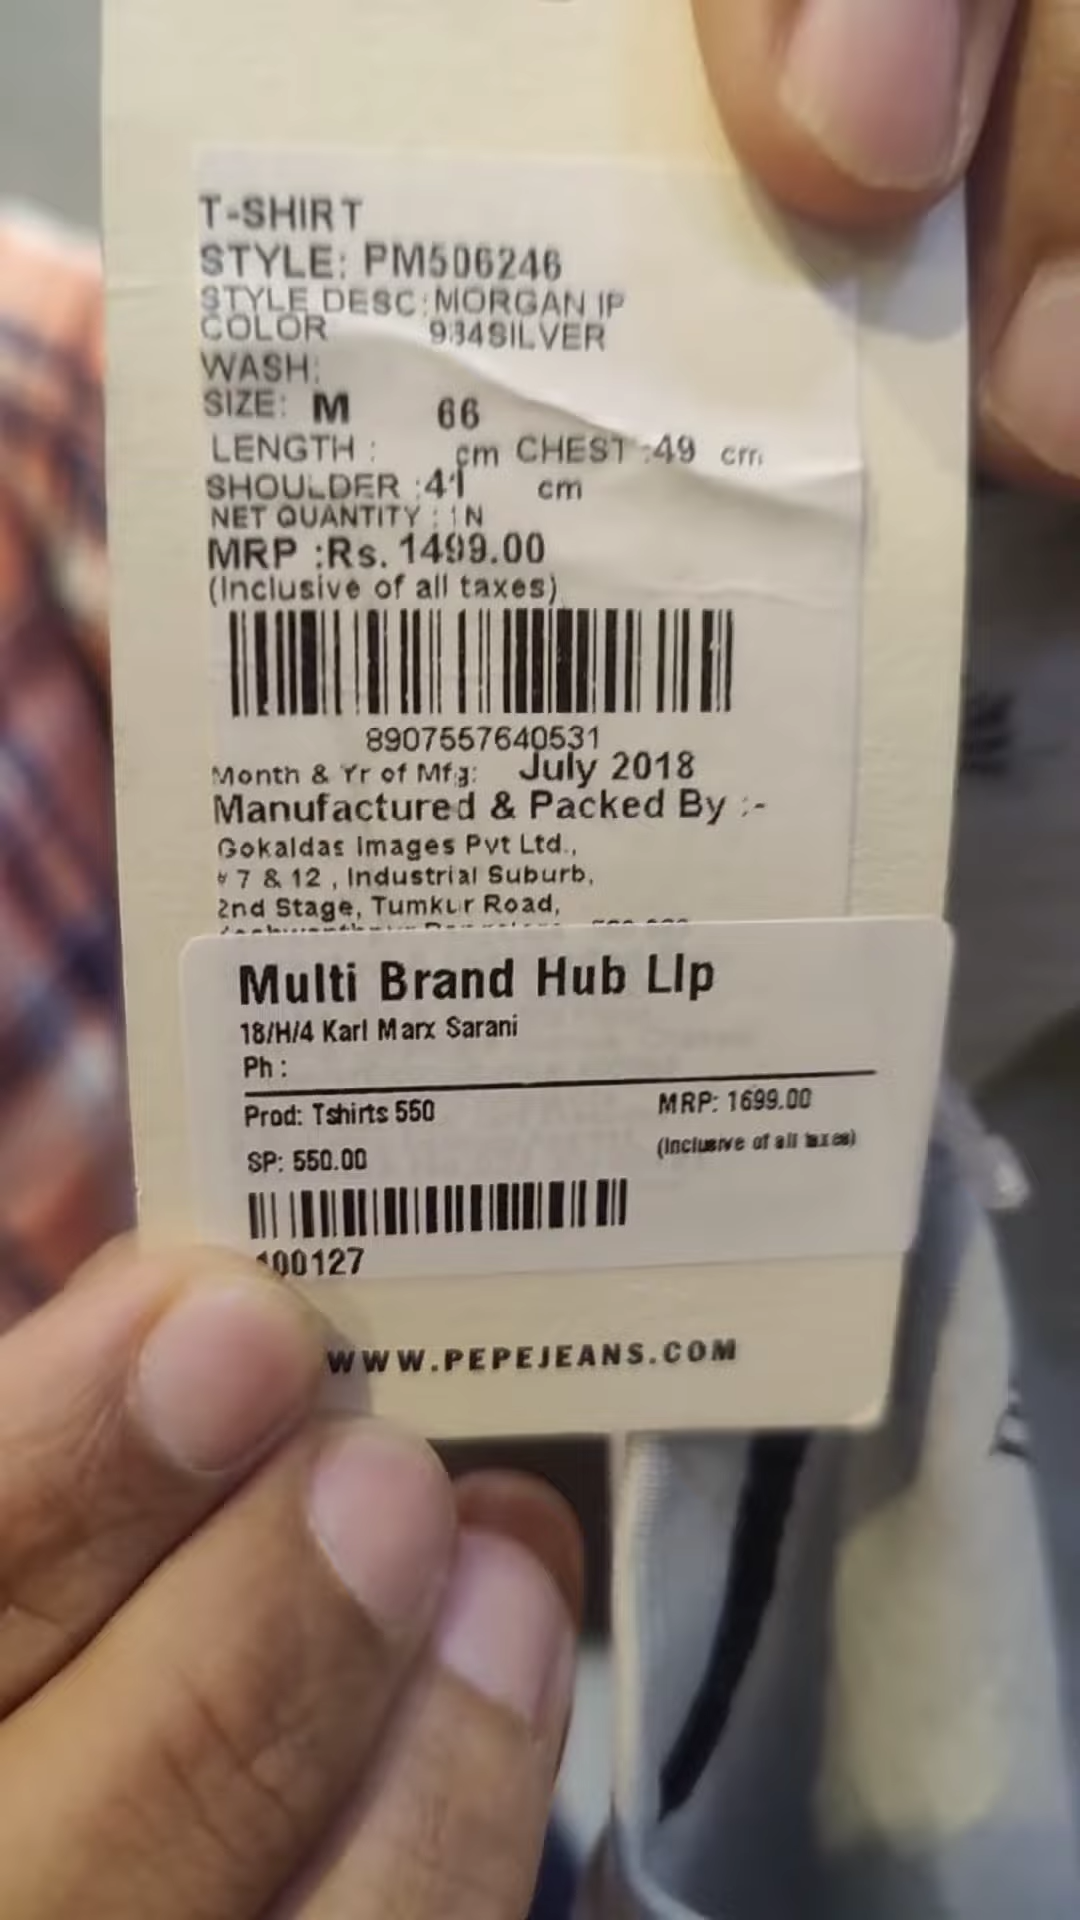 T-SHIRT
STYLE: PM506246
STYLE DESC:MORGAN IP
COLOR 934SILVER
WASH:
SIZE: M 66
LENGTH : cm CHEST :49 cm
SHOULDER :41 cm
NET QUANTITY : 1N
MRP :Rs. 1499.00
(Inclusive of all taxes)
8907557640531
Month & Yr of Mfg: July 2018
Manufactured & Packed By :-
Gokaldas Images Pvt Ltd.,
# 7 & 12 , Industrial Suburb,
2nd Stage, Tumkur Road,
Multi Brand Hub Llp
18/H/4 Karl Marx Sarani
Ph :
Prod: Tshirts 550
MRP: 1699.00
SP: 550.00
(Inclusive of all taxes)
100127
WWW.PEPEJEANS.COM